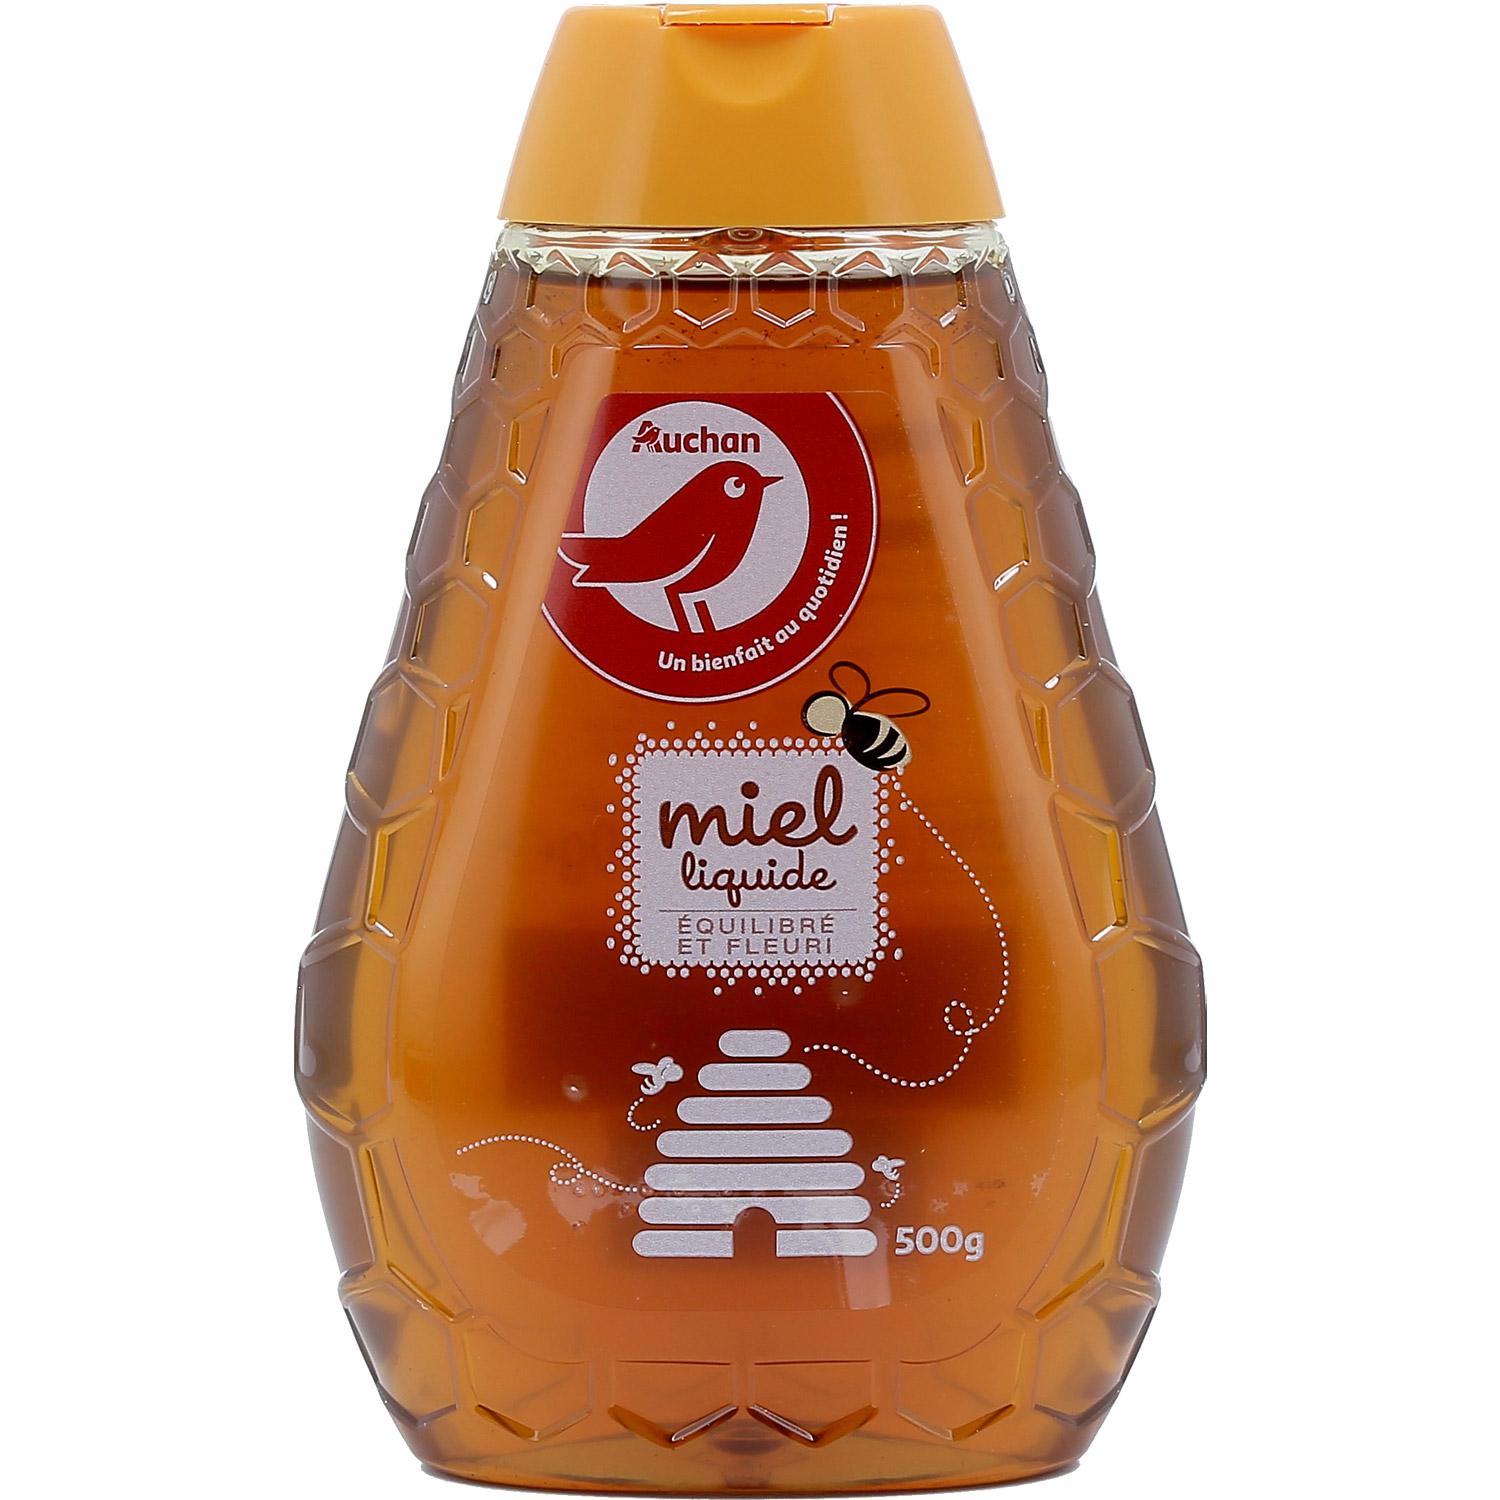 Auchan
Un bienfait au quotidien !
miel
liquide
ÉQUILIBRÉ
ET FLEURI
500g